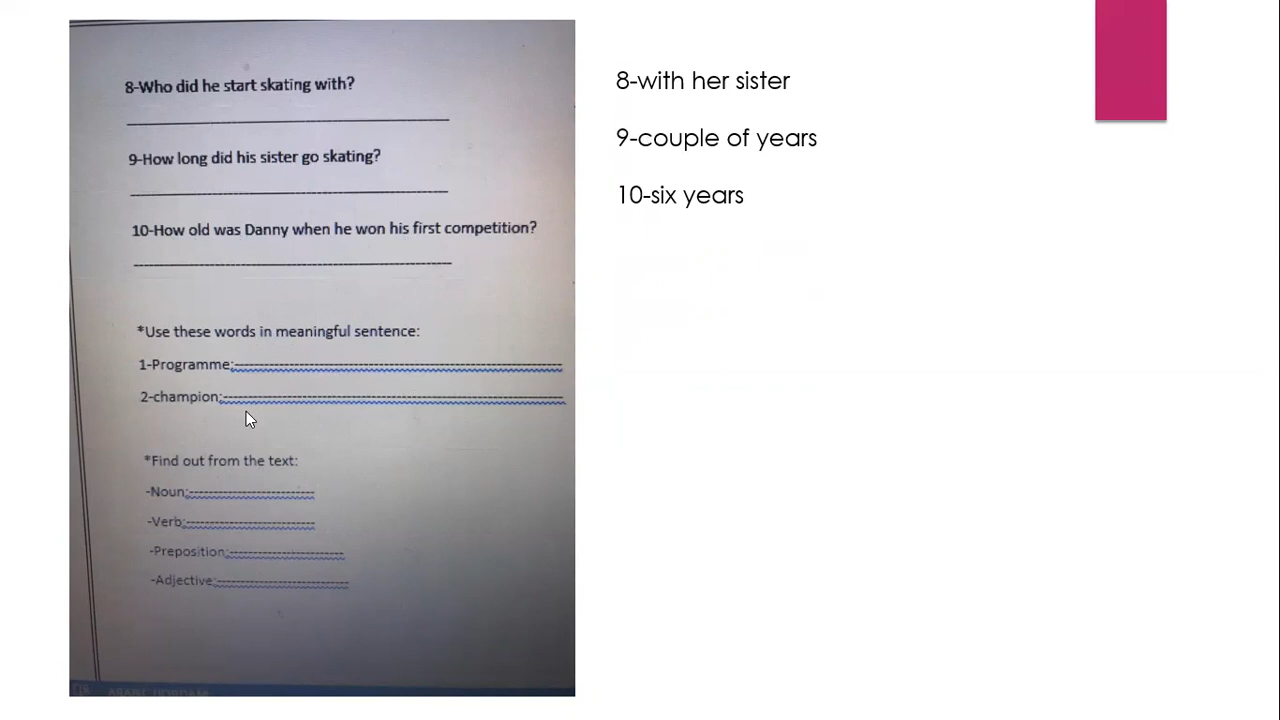 8-Who did he start skating with?
9-How long did his sister go skating?
10-How old was Danny when he won his first competition?
*Use these words in meaningful sentence:
1-Programme:
2-champion:
*Find out from the text:
-Noun:
-Verb:
-Preposition:
-Adjective:
8-with her sister
9-couple of years
10-six years